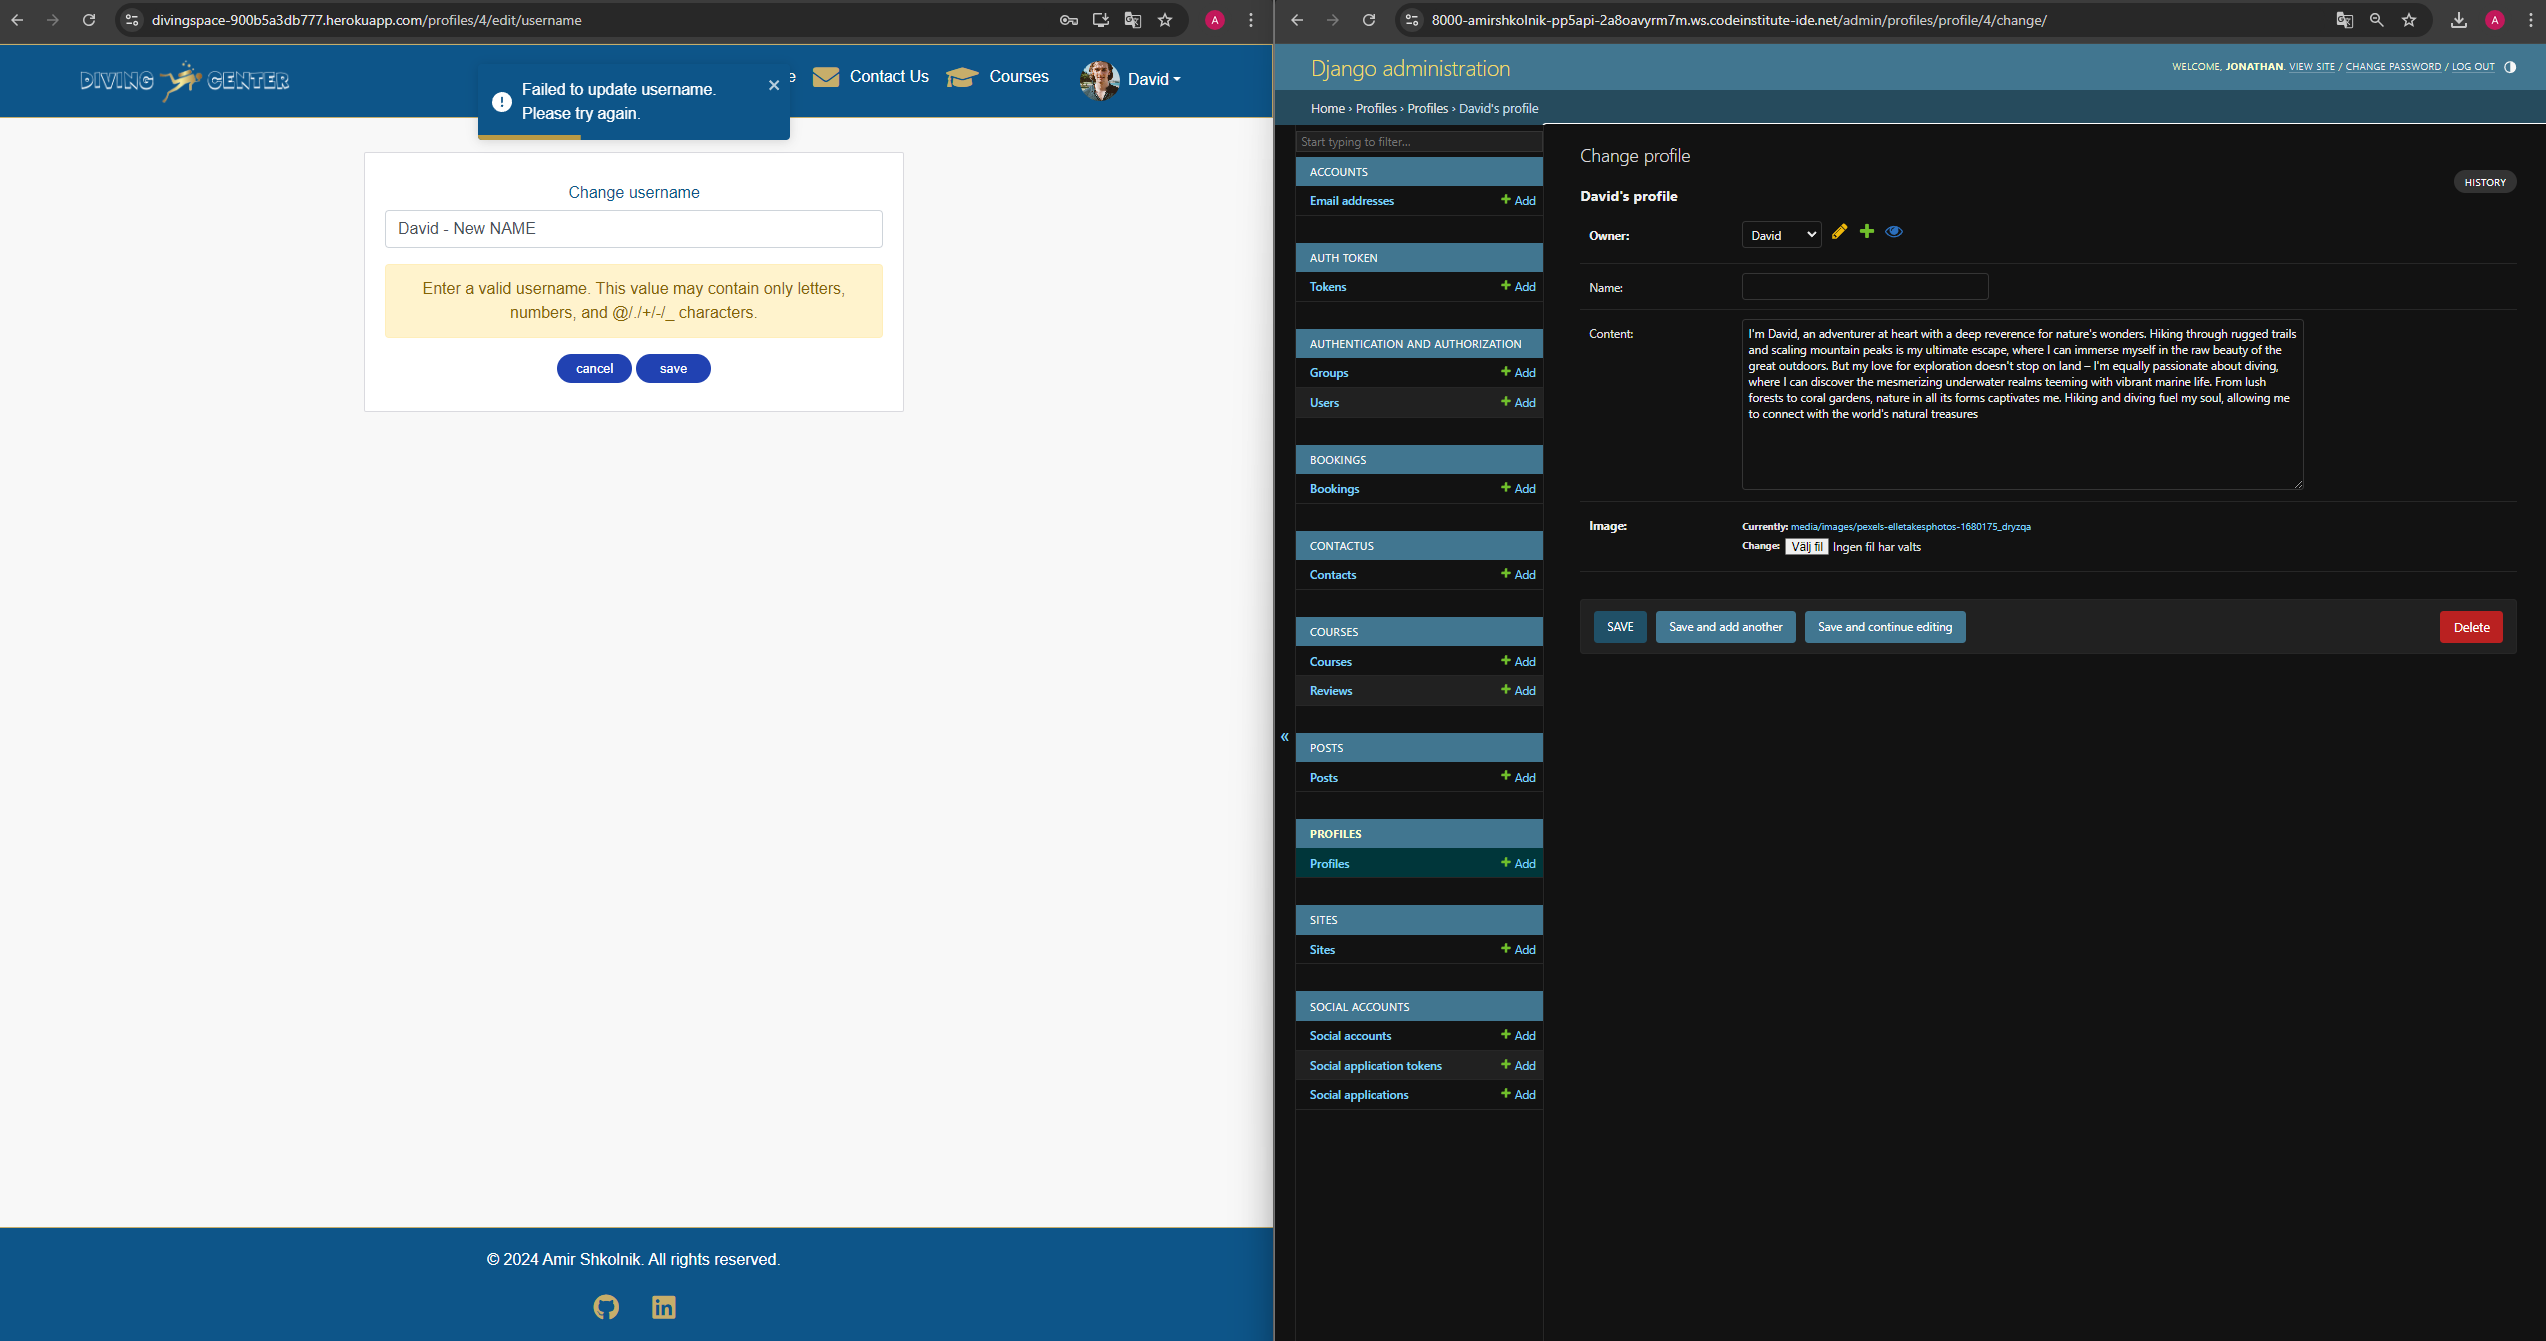 divingspace-900b5a3db777.herokuapp.com/profiles/4/edit/username
A
DIVING CENTER
Failed to update username.
Please try again.
e
Contact Us
Courses
David
Change username
David - New NAME
Enter a valid username. This value may contain only letters,
numbers, and @/./+/-/_ characters.
cancel
save
© 2024 Amir Shkolnik. All rights reserved.
8000-amirshkolnik-pp5api-2a8oavyrm7m.ws.codeinstitute-ide.net/admin/profiles/profile/4/change/
A
Django administration
WELCOME, JONATHAN. VIEW SITE / CHANGE PASSWORD / LOG OUT
Home › Profiles › Profiles › David's profile
Start typing to filter...
ACCOUNTS
Email addresses
Add
AUTH TOKEN
Tokens
Add
AUTHENTICATION AND AUTHORIZATION
Groups
Add
Users
Add
BOOKINGS
Bookings
Add
CONTACTUS
Contacts
Add
COURSES
Courses
Add
Reviews
Add
«
POSTS
Posts
Add
PROFILES
Profiles
Add
SITES
Sites
Add
SOCIAL ACCOUNTS
Social accounts
Add
Social application tokens
Add
Social applications
Add
Change profile
HISTORY
David's profile
Owner:
David
Name:
Content:
I'm David, an adventurer at heart with a deep reverence for nature's wonders. Hiking through rugged trails
and scaling mountain peaks is my ultimate escape, where I can immerse myself in the raw beauty of the
great outdoors. But my love for exploration doesn't stop on land – I'm equally passionate about diving,
where I can discover the mesmerizing underwater realms teeming with vibrant marine life. From lush
forests to coral gardens, nature in all its forms captivates me. Hiking and diving fuel my soul, allowing me
to connect with the world's natural treasures
Image:
Currently: media/images/pexels-elletakesphotos-1680175_dryzqa
Change: Välj fil Ingen fil har valts
SAVE
Save and add another
Save and continue editing
Delete